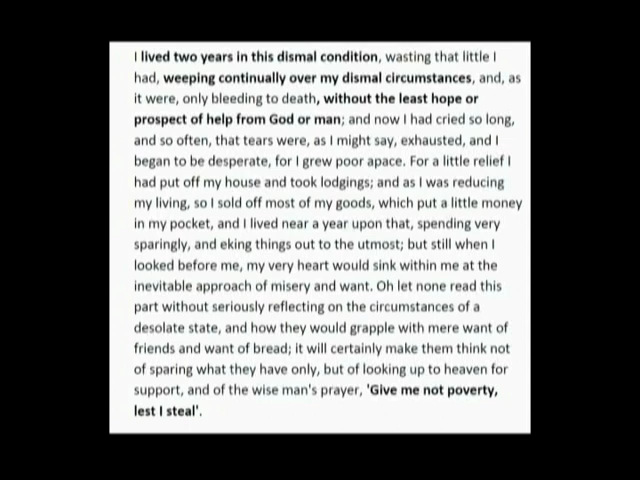 I lived two years in this dismal condition, wasting that little I
had, weeping continually over my dismal circumstances, and, as
it were, only bleeding to death, without the least hope or
prospect of help from God or man; and now I had cried so long,
and so often, that tears were, as I might say, exhausted, and I
began to be desperate, for I grew poor apace. For a little relief I
had put off my house and took lodgings; and as I was reducing
my living, so I sold off most of my goods, which put a little money
in my pocket, and I lived near a year upon that, spending very
sparingly, and eking things out to the utmost; but still when I
looked before me, my very heart would sink within me at the
inevitable approach of misery and want. Oh let none read this
part without seriously reflecting on the circumstances of a
desolate state, and how they would grapple with mere want of
friends and want of bread; it will certainly make them think not
of sparing what they have only, but of looking up to heaven for
support, and of the wise man's prayer, 'Give me not poverty,
lest I steal'.